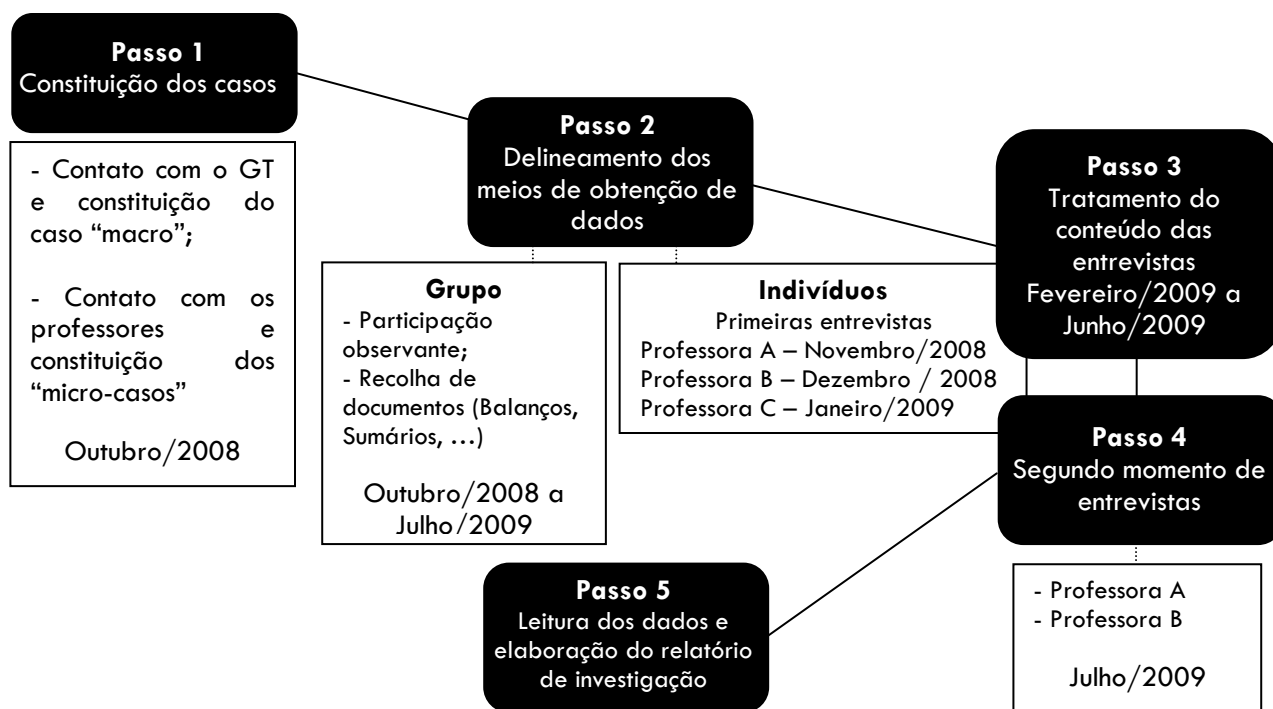 Passo 1
Constituição dos casos
- Contato com o GT
e constituição do
caso “macro”;
- Contato com os
professores e
constituição dos
“micro-casos”
Outubro/2008
Passo 2
Delineamento dos
meios de obtenção de
dados
Grupo
- Participação
observante;
- Recolha de
documentos (Balanços,
Sumários, ...)
Outubro/2008 a
Julho/2009
Indivíduos
Primeiras entrevistas
Professora A – Novembro/2008
Professora B – Dezembro / 2008
Professora C – Janeiro/2009
Passo 3
Tratamento do
conteúdo das
entrevistas
Fevereiro/2009 a
Junho/2009
Passo 4
Segundo momento de
entrevistas
- Professora A
- Professora B
Julho/2009
Passo 5
Leitura dos dados e
elaboração do relatório
de investigação